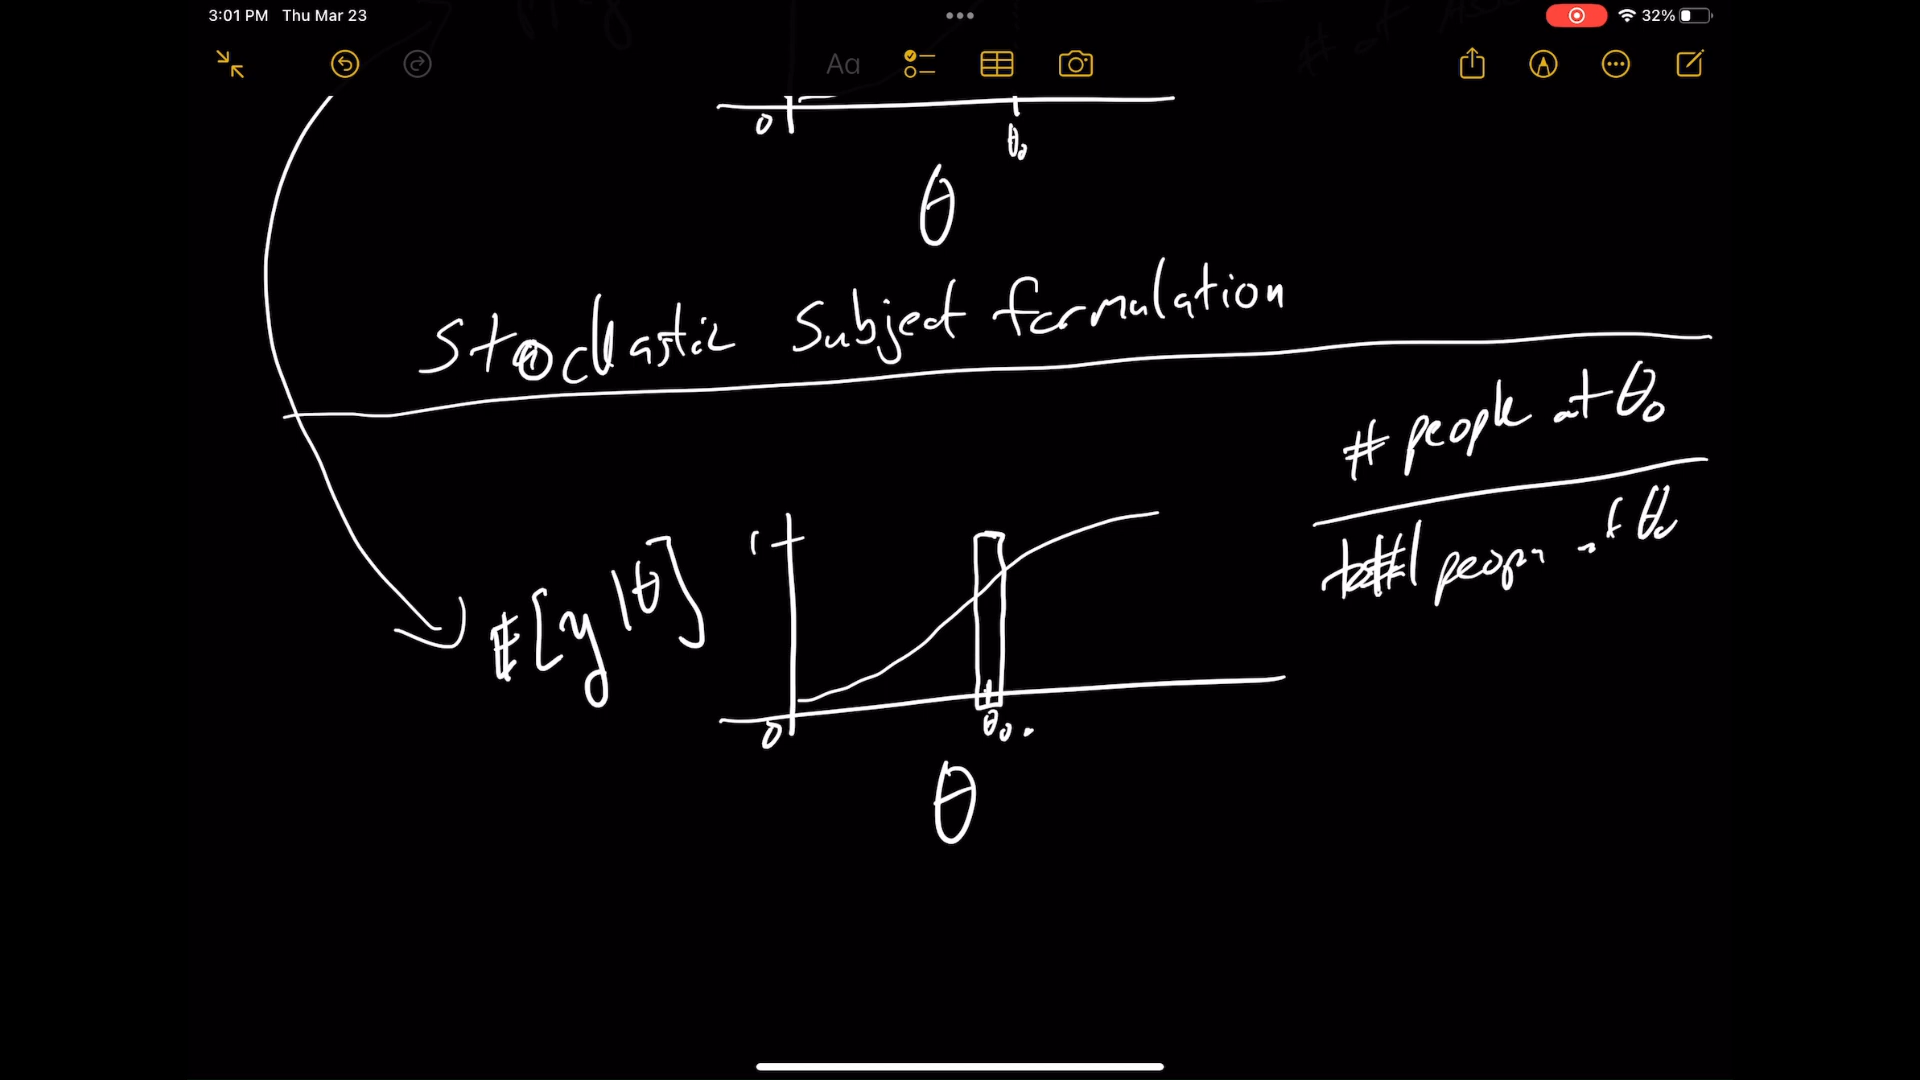 3:01 PM Thu Mar 23
32%
Aa
0
θ₀
θ
Stochastic Subject formulation
# people at θ₀
total people at θ₀
1
E[y|θ]
0
θ₀.
θ